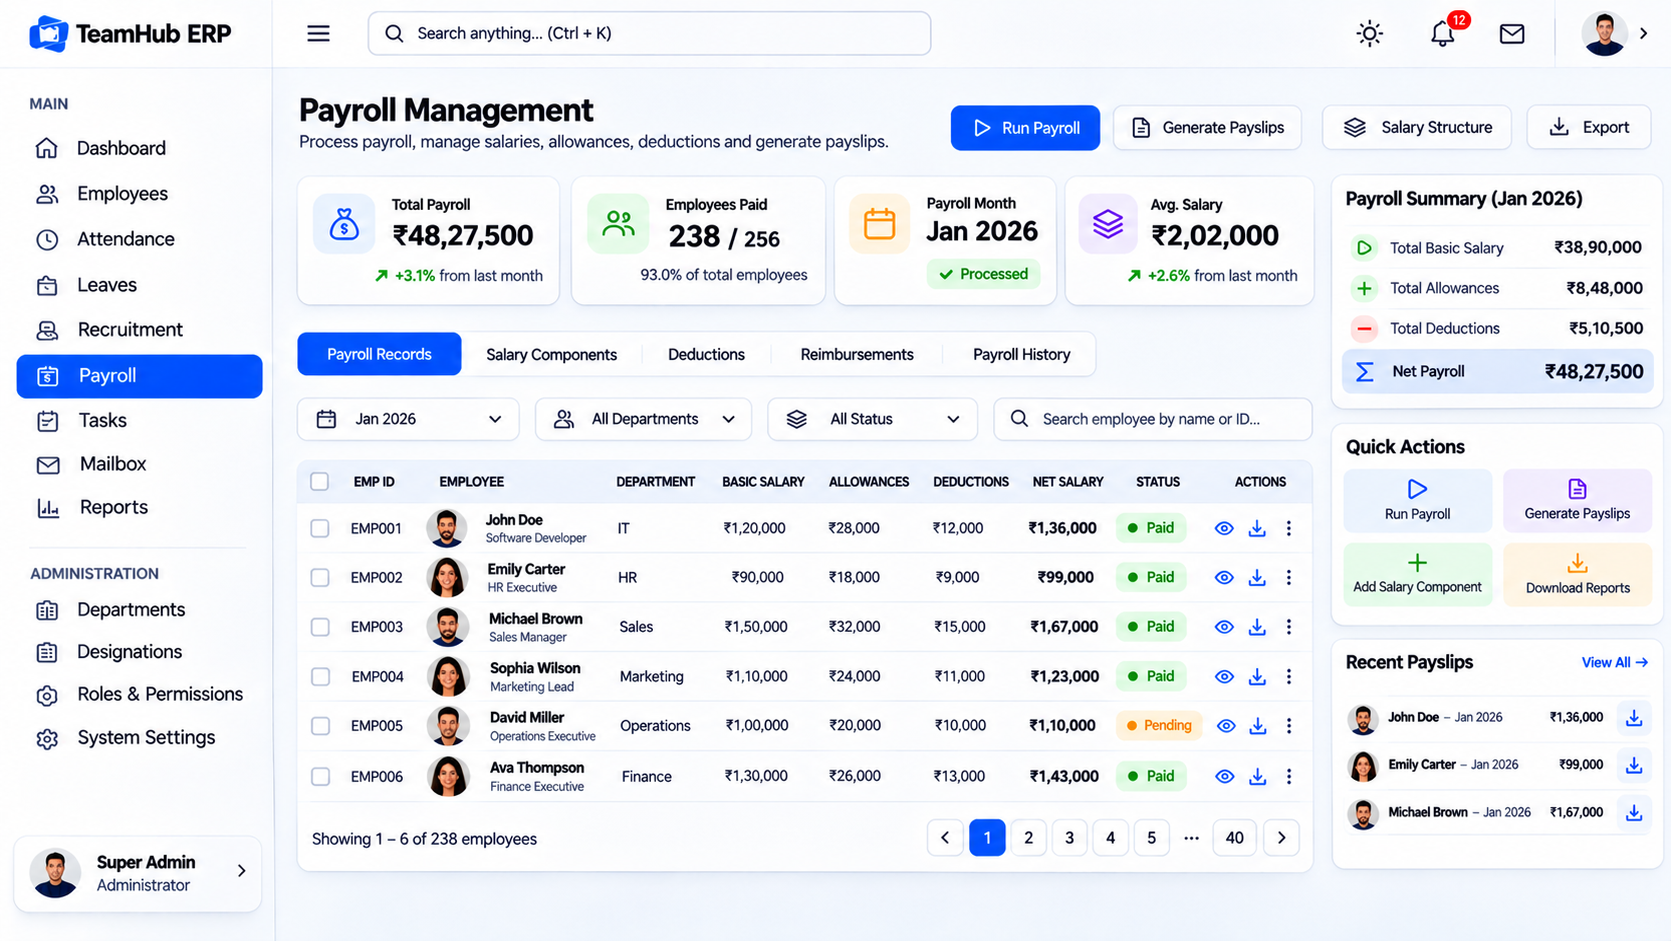 TeamHub ERP
Search anything... (Ctrl + K)
12
MAIN
Dashboard
Employees
Attendance
Leaves
Recruitment
Payroll
Tasks
Mailbox
Reports
ADMINISTRATION
Departments
Designations
Roles & Permissions
System Settings
Super Admin
Administrator
Payroll Management
Process payroll, manage salaries, allowances, deductions and generate payslips.
Run Payroll
Generate Payslips
Salary Structure
Export
Total Payroll
₹48,27,500
+3.1% from last month
Employees Paid
238 / 256
93.0% of total employees
Payroll Month
Jan 2026
Processed
Avg. Salary
₹2,02,000
+2.6% from last month
Payroll Records Salary Components Deductions Reimbursements Payroll History
Jan 2026 All Departments All Status Search employee by name or ID...
EMP ID EMPLOYEE DEPARTMENT BASIC SALARY ALLOWANCES DEDUCTIONS NET SALARY STATUS ACTIONS
EMP001 John Doe IT ₹1,20,000 ₹28,000 ₹12,000 ₹1,36,000 Paid
Software Developer
EMP002 Emily Carter HR ₹90,000 ₹18,000 ₹9,000 ₹99,000 Paid
HR Executive
EMP003 Michael Brown Sales ₹1,50,000 ₹32,000 ₹15,000 ₹1,67,000 Paid
Sales Manager
EMP004 Sophia Wilson Marketing ₹1,10,000 ₹24,000 ₹11,000 ₹1,23,000 Paid
Marketing Lead
EMP005 David Miller Operations ₹1,00,000 ₹20,000 ₹10,000 ₹1,10,000 Pending
Operations Executive
EMP006 Ava Thompson Finance ₹1,30,000 ₹26,000 ₹13,000 ₹1,43,000 Paid
Finance Executive
Showing 1 – 6 of 238 employees
1 2 3 4 5 ... 40
Payroll Summary (Jan 2026)
Total Basic Salary ₹38,90,000
Total Allowances ₹8,48,000
Total Deductions ₹5,10,500
Net Payroll ₹48,27,500
Quick Actions
Run Payroll
Generate Payslips
Add Salary Component
Download Reports
Recent Payslips View All →
John Doe – Jan 2026 ₹1,36,000
Emily Carter – Jan 2026 ₹99,000
Michael Brown – Jan 2026 ₹1,67,000